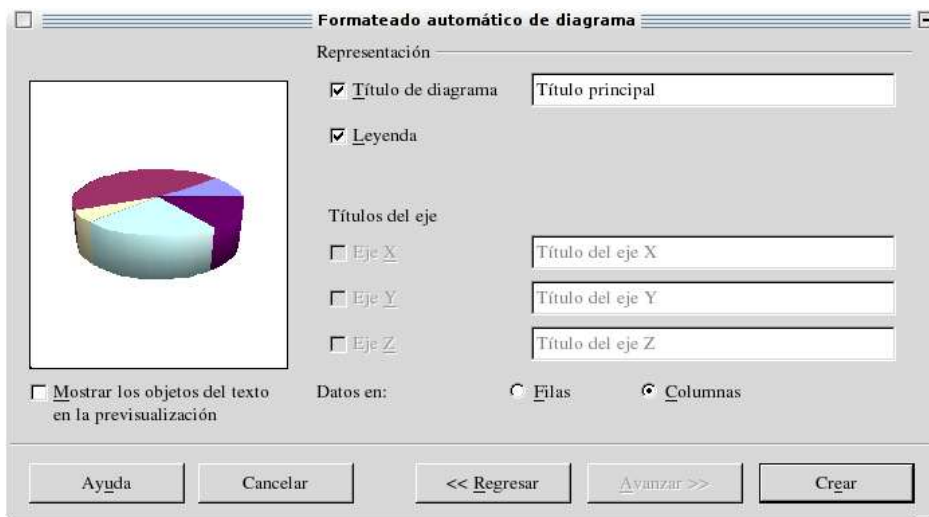 Formateado automático de diagrama
Representación
Título de diagrama Título principal
Leyenda
Títulos del eje
Eje X Título del eje X
Eje Y Título del eje Y
Eje Z Título del eje Z
Mostrar los objetos del texto
en la previsualización
Datos en: Filas Columnas
Ayuda Cancelar << Regresar Avanzar >> Crear